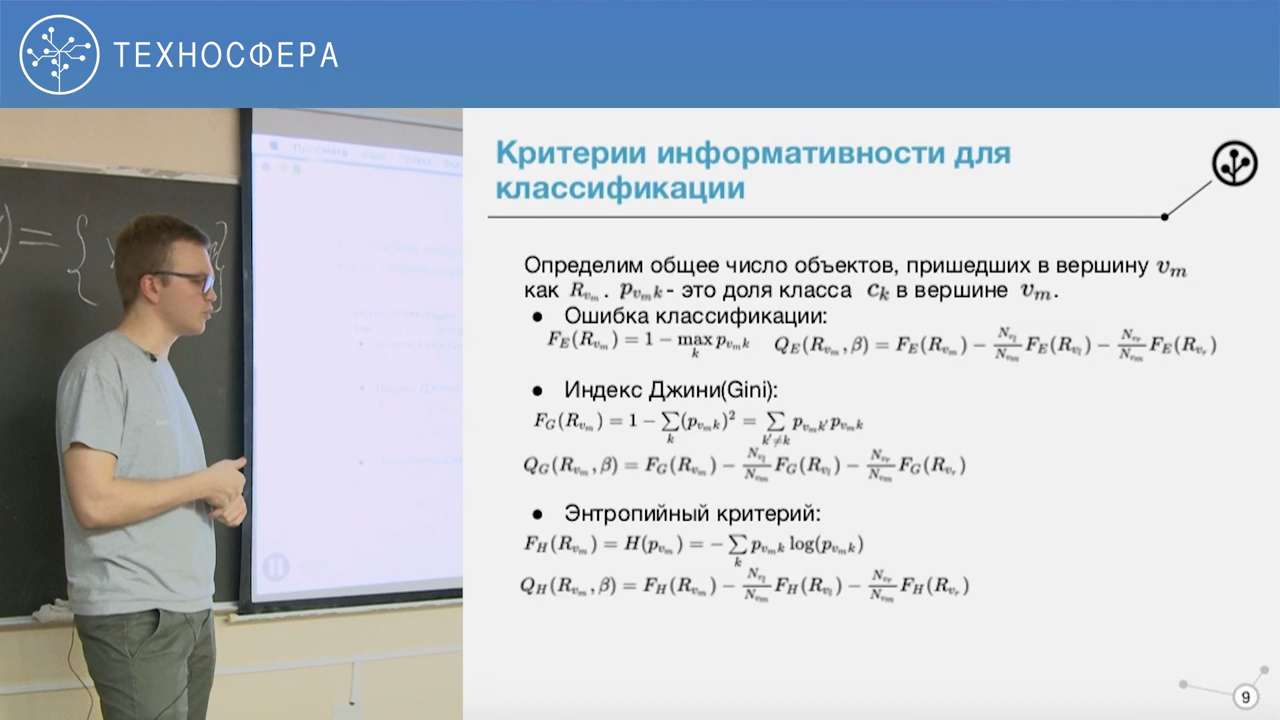 ТЕХНОСФЕРА
) = { }
Просмотр
Критерии информативности для
классификации
Определим общее число объектов, пришедших в вершину v_m
как R_{v_m}. p_{v_m k} - это доля класса c_k в вершине v_m.
● Ошибка классификации:
F_E(R_{v_m}) = 1 − max_k p_{v_m k} Q_E(R_{v_m}, β) = F_E(R_{v_m}) − N_{v_l}/N_{v_m} F_E(R_{v_l}) − N_{v_r}/N_{v_m} F_E(R_{v_r})
● Индекс Джини(Gini):
F_G(R_{v_m}) = 1 − ∑_k (p_{v_m k})² = ∑_{k'≠k} p_{v_m k'} p_{v_m k}
Q_G(R_{v_m}, β) = F_G(R_{v_m}) − N_{v_l}/N_{v_m} F_G(R_{v_l}) − N_{v_r}/N_{v_m} F_G(R_{v_r})
● Энтропийный критерий:
F_H(R_{v_m}) = H(p_{v_m}) = − ∑_k p_{v_m k} log(p_{v_m k})
Q_H(R_{v_m}, β) = F_H(R_{v_m}) − N_{v_l}/N_{v_m} F_H(R_{v_l}) − N_{v_r}/N_{v_m} F_H(R_{v_r})
9